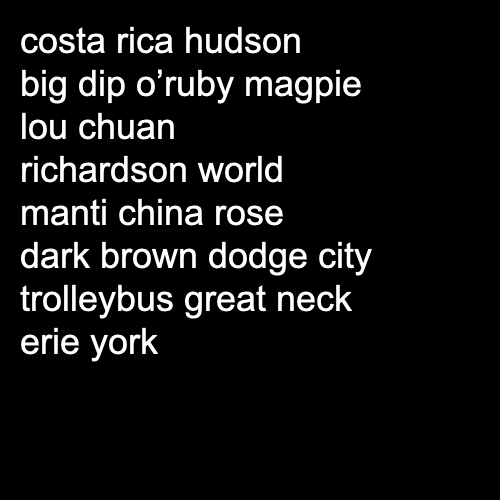 costa rica hudson
big dip o’ruby magpie
lou chuan
richardson world
manti china rose
dark brown dodge city
trolleybus great neck
erie york